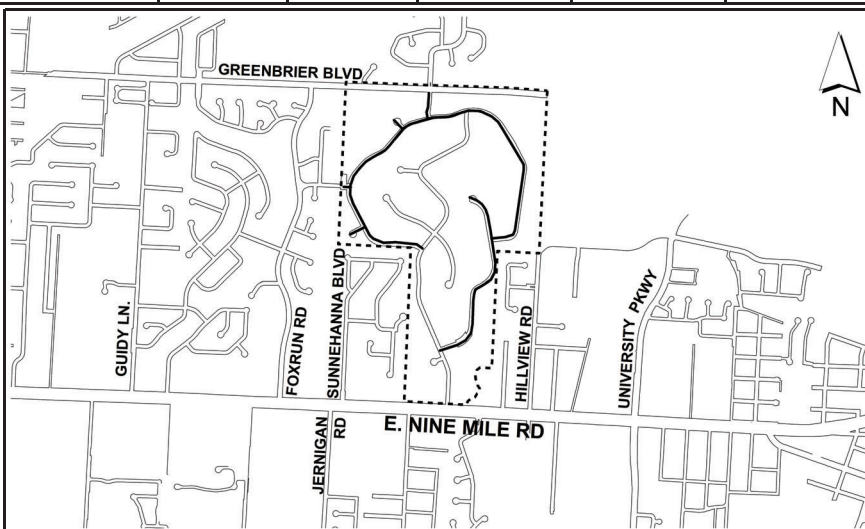 GREENBRIER BLVD
N
GUIDY LN.
FOXRUN RD
SUNNEHANNA BLVD
HILLVIEW RD
UNIVERSITY PKWY
JERNIGAN
RD
E. NINE MILE RD